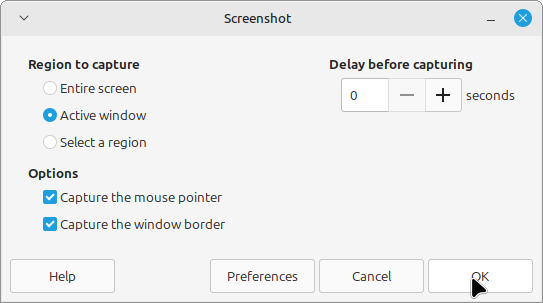 Screenshot
Region to capture
Entire screen
Active window
Select a region
Delay before capturing
0 seconds
Options
Capture the mouse pointer
Capture the window border
Help
Preferences
Cancel
OK